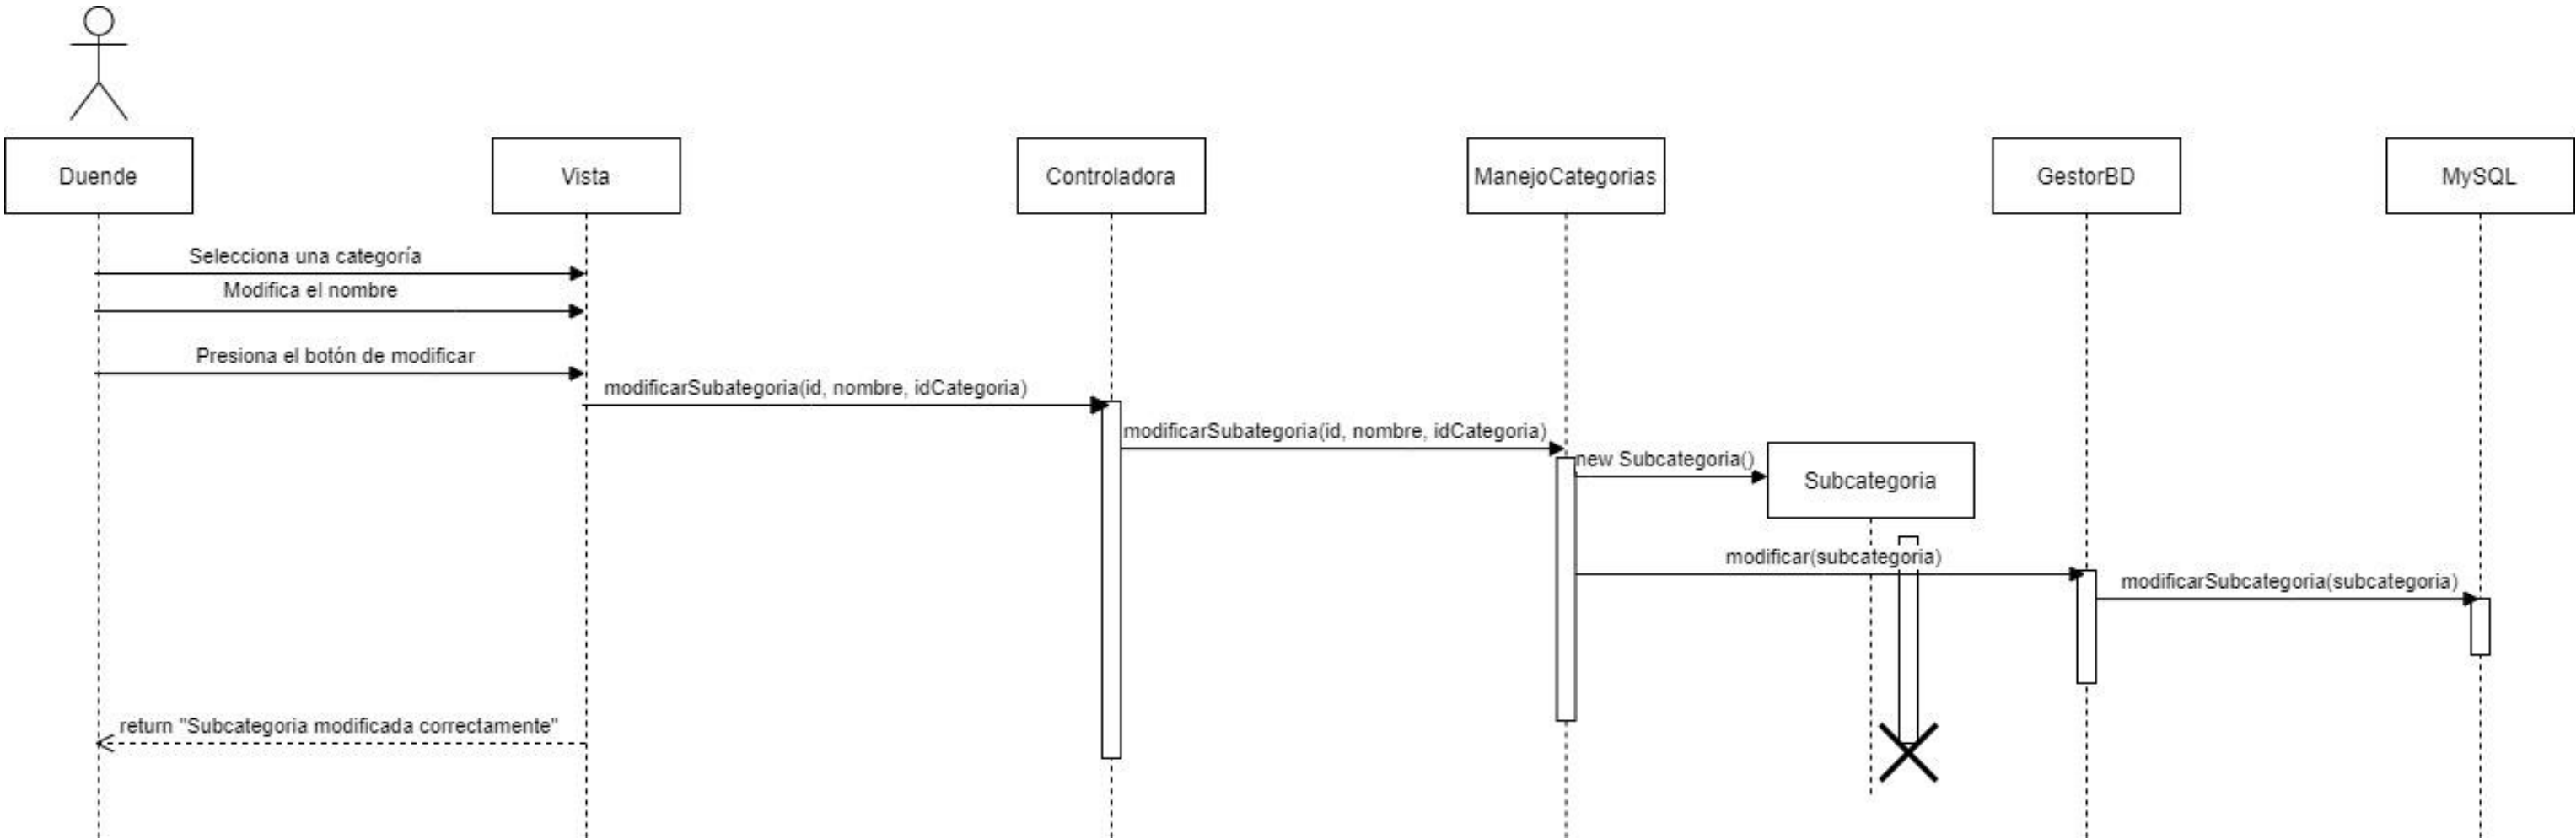 Duende
Vista
Controladora
ManejoCategorias
GestorBD
MySQL
Selecciona una categoría
Modifica el nombre
Presiona el botón de modificar
modificarSubategoria(id, nombre, idCategoria)
modificarSubategoria(id, nombre, idCategoria)
new Subcategoria()
Subcategoria
modificar(subcategoria)
modificarSubcategoria(subcategoria)
return "Subcategoria modificada correctamente"